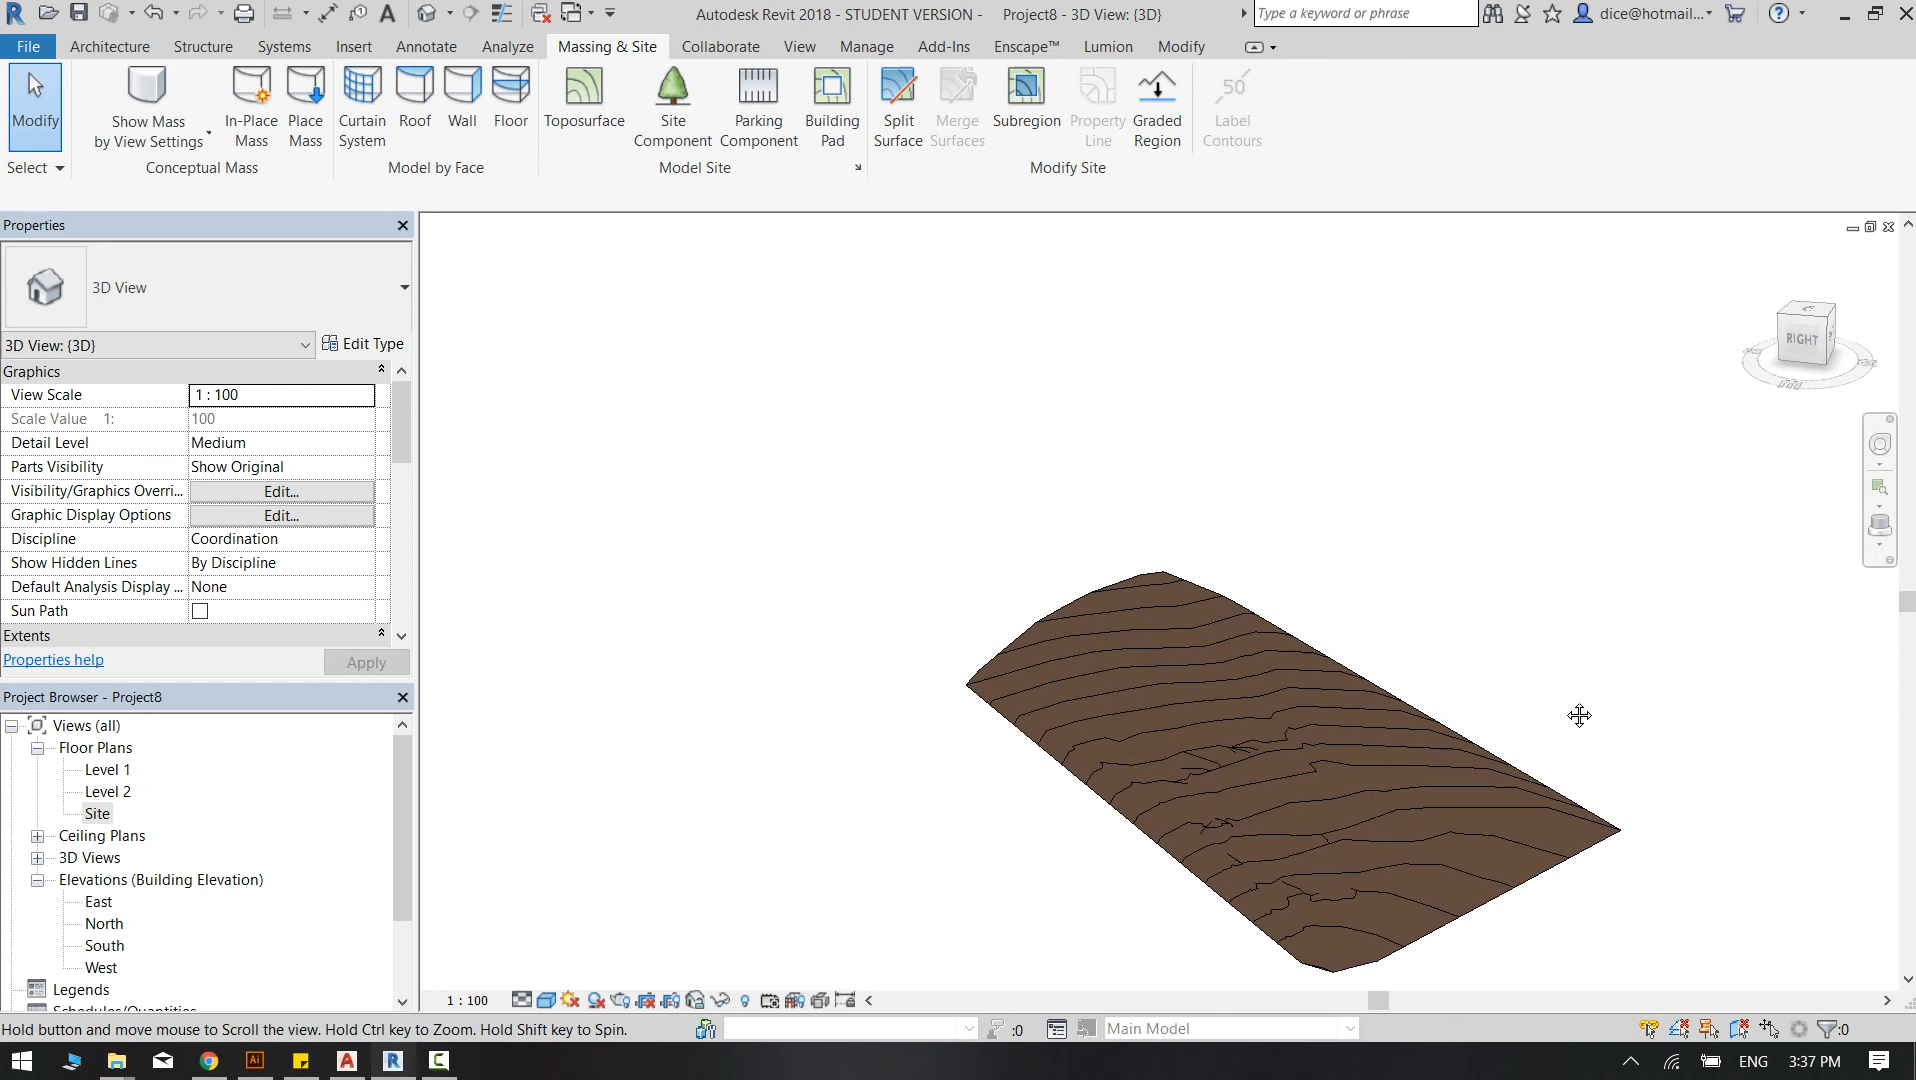 Autodesk Revit 2018 - STUDENT VERSION - Project8 - 3D View: {3D}
Type a keyword or phrase
dice@hotmail...
File Architecture Structure Systems Insert Annotate Analyze Massing & Site Collaborate View Manage Add-Ins Enscape™ Lumion Modify
Modify
Show Mass by View Settings
In-Place Mass
Place Mass
Curtain System
Roof
Wall
Floor
Toposurface
Site Component
Parking Component
Building Pad
Split Surface
Merge Surfaces
Subregion
Property Line
Graded Region
50
Label Contours
Select Conceptual Mass Model by Face Model Site Modify Site
Properties
3D View
3D View: {3D} Edit Type
Graphics
View Scale 1 : 100
Scale Value 1: 100
Detail Level Medium
Parts Visibility Show Original
Visibility/Graphics Overri... Edit...
Graphic Display Options Edit...
Discipline Coordination
Show Hidden Lines By Discipline
Default Analysis Display ... None
Sun Path
Extents
Properties help Apply
Project Browser - Project8
Views (all)
Floor Plans
Level 1
Level 2
Site
Ceiling Plans
3D Views
Elevations (Building Elevation)
East
North
South
West
Legends
Schedules/Quantities
RIGHT
1 : 100
Hold button and move mouse to Scroll the view. Hold Ctrl key to Zoom. Hold Shift key to Spin.
:0
Main Model
:0
ENG 3:37 PM